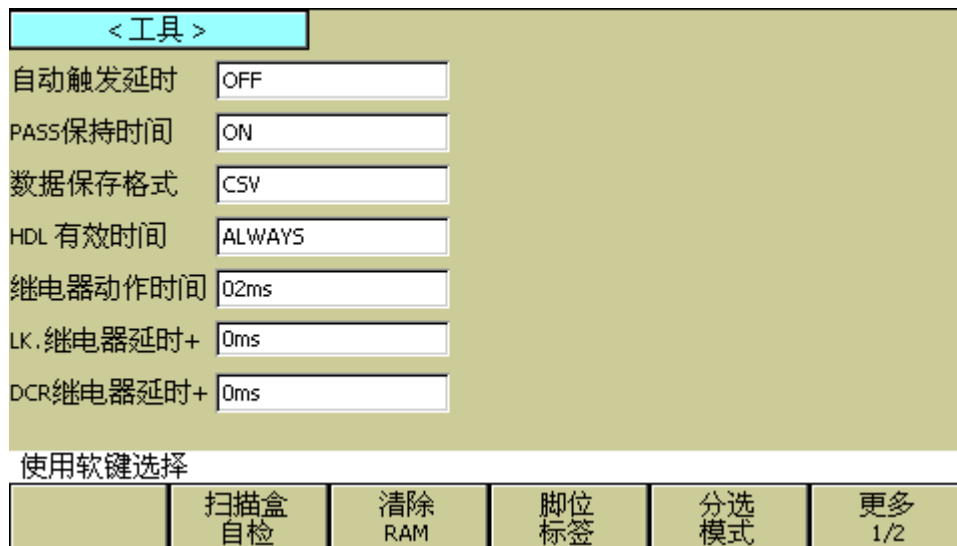 <工具>
自动触发延时 OFF
PASS保持时间 ON
数据保存格式 CSV
HDL 有效时间 ALWAYS
继电器动作时间 02ms
LK.继电器延时+ 0ms
DCR继电器延时+ 0ms
使用软键选择
扫描盒 清除 脚位 分选 更多
自检 RAM 标签 模式 1/2